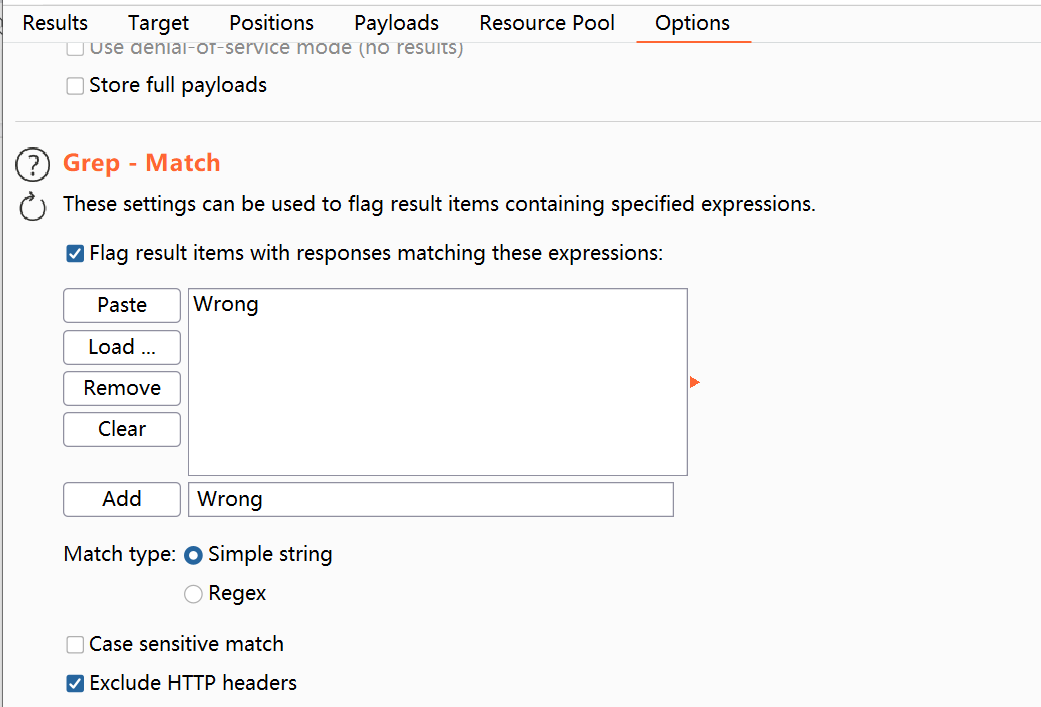 Results Target Positions Payloads Resource Pool Options
Use denial-of-service mode (no results)
Store full payloads
Grep - Match
These settings can be used to flag result items containing specified expressions.
Flag result items with responses matching these expressions:
Paste
Wrong
Load ...
Remove
Clear
Add
Wrong
Match type: Simple string
Regex
Case sensitive match
Exclude HTTP headers